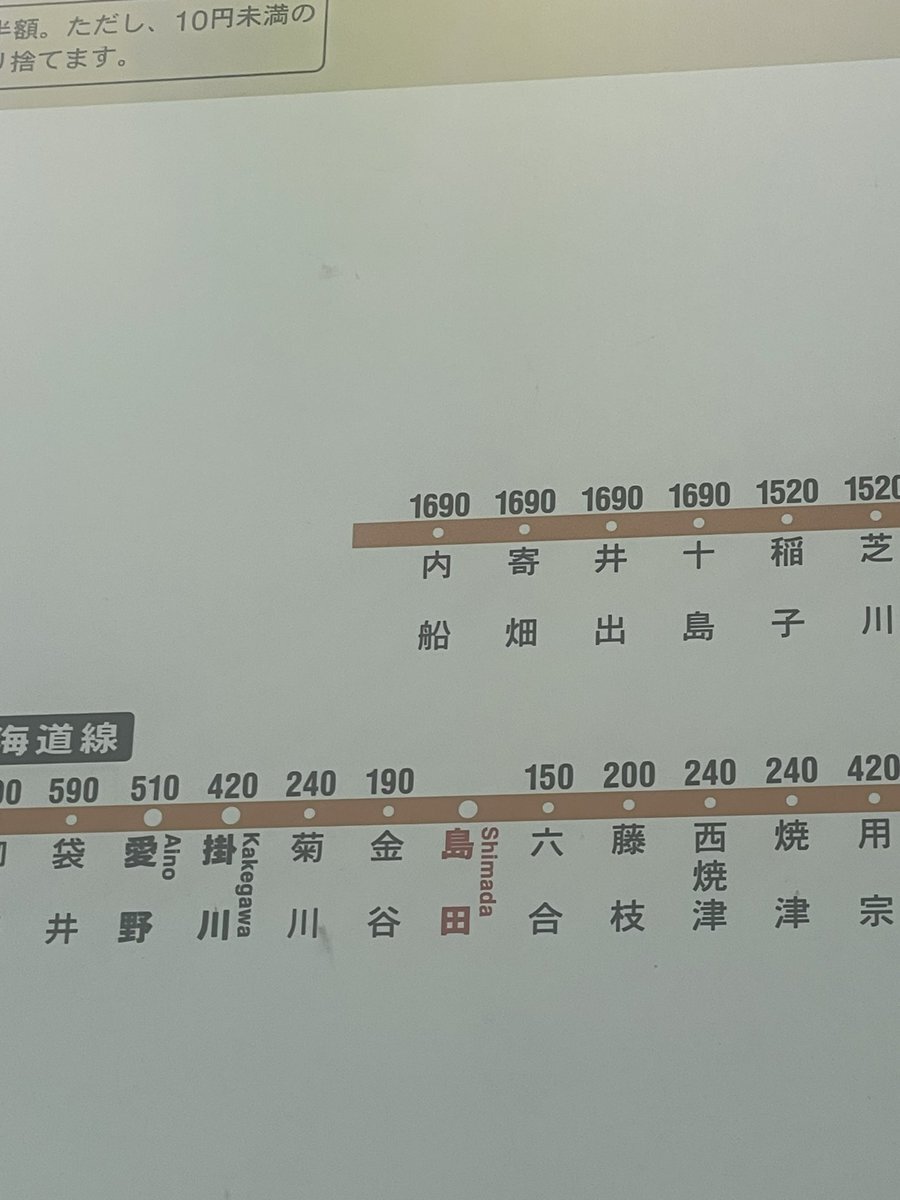 半額。ただし、10円未満の
り捨てます。
1690 1690 1690 1690 1520 1520
内船 寄畑 井出 十島 稲子 芝川
海道線
590 510 420 240 190 150 200 240 240 420
袋井 愛野 Aino 掛川 Kakegawa 菊川 金谷 島田 Shimada 六合 藤枝 西焼津 焼津 用宗